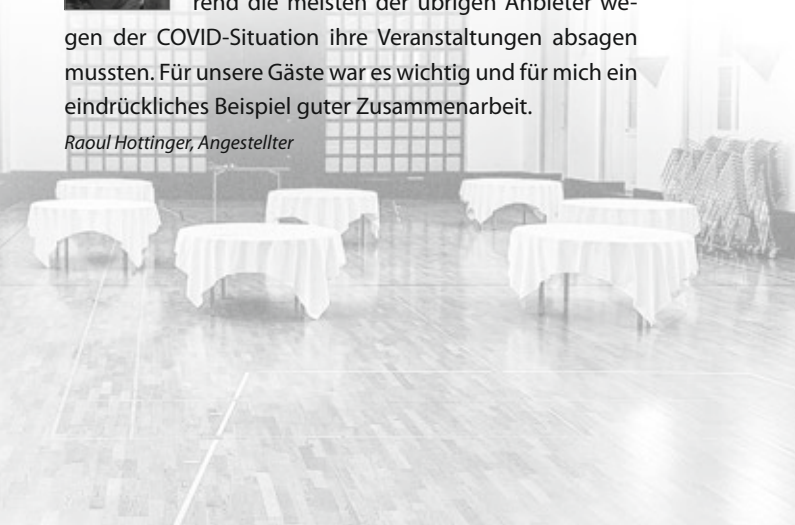 rend die meisten der übrigen Anbieter we-
gen der COVID-Situation ihre Veranstaltungen absagen
mussten. Für unsere Gäste war es wichtig und für mich ein
eindrückliches Beispiel guter Zusammenarbeit.
Raoul Hottinger, Angestellter